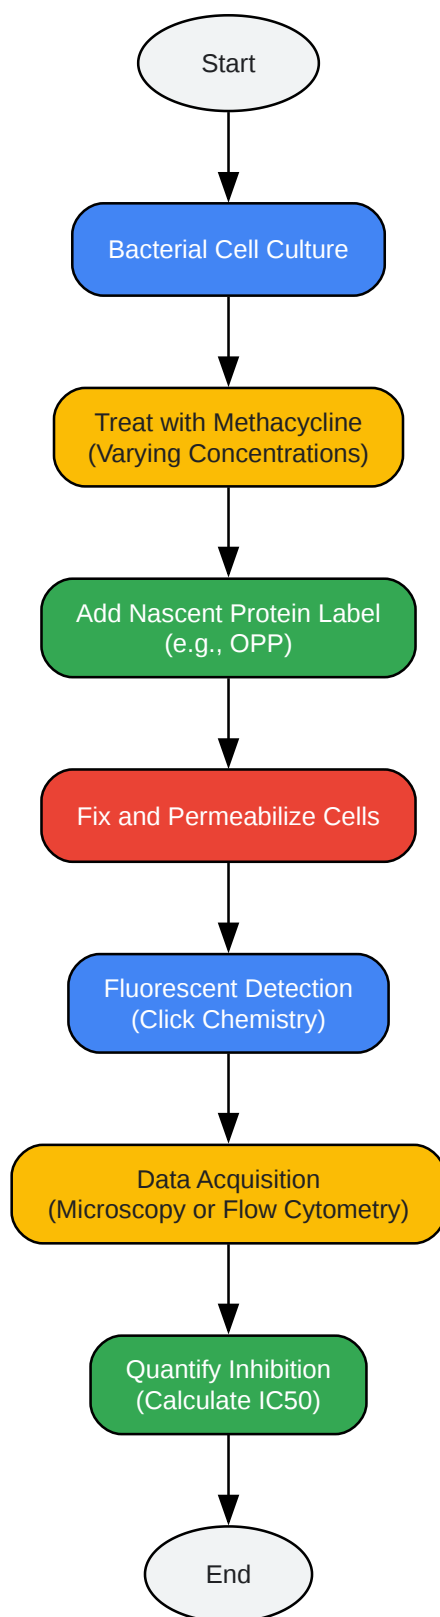 Start
Bacterial Cell Culture
Treat with Methacycline
(Varying Concentrations)
Add Nascent Protein Label
(e.g., OPP)
Fix and Permeabilize Cells
Fluorescent Detection
(Click Chemistry)
Data Acquisition
(Microscopy or Flow Cytometry)
Quantify Inhibition
(Calculate IC50)
End